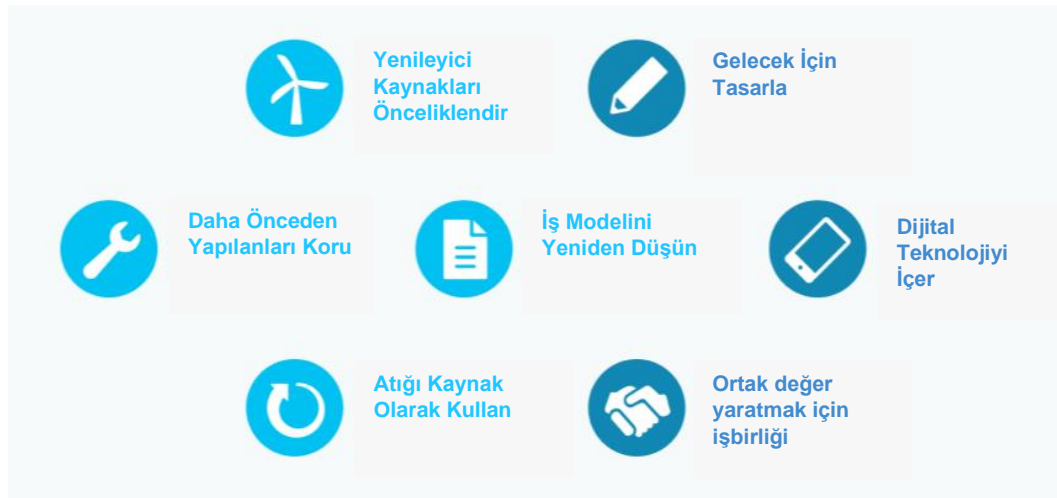 Yenileyici
Kaynakları
Önceliklendir
Gelecek İçin
Tasarla
Daha Önceden
Yapılanları Koru
İş Modelini
Yeniden Düşün
Dijital
Teknolojiyi
İçer
Atığı Kaynak
Olarak Kullan
Ortak değer
yaratmak için
işbirliği